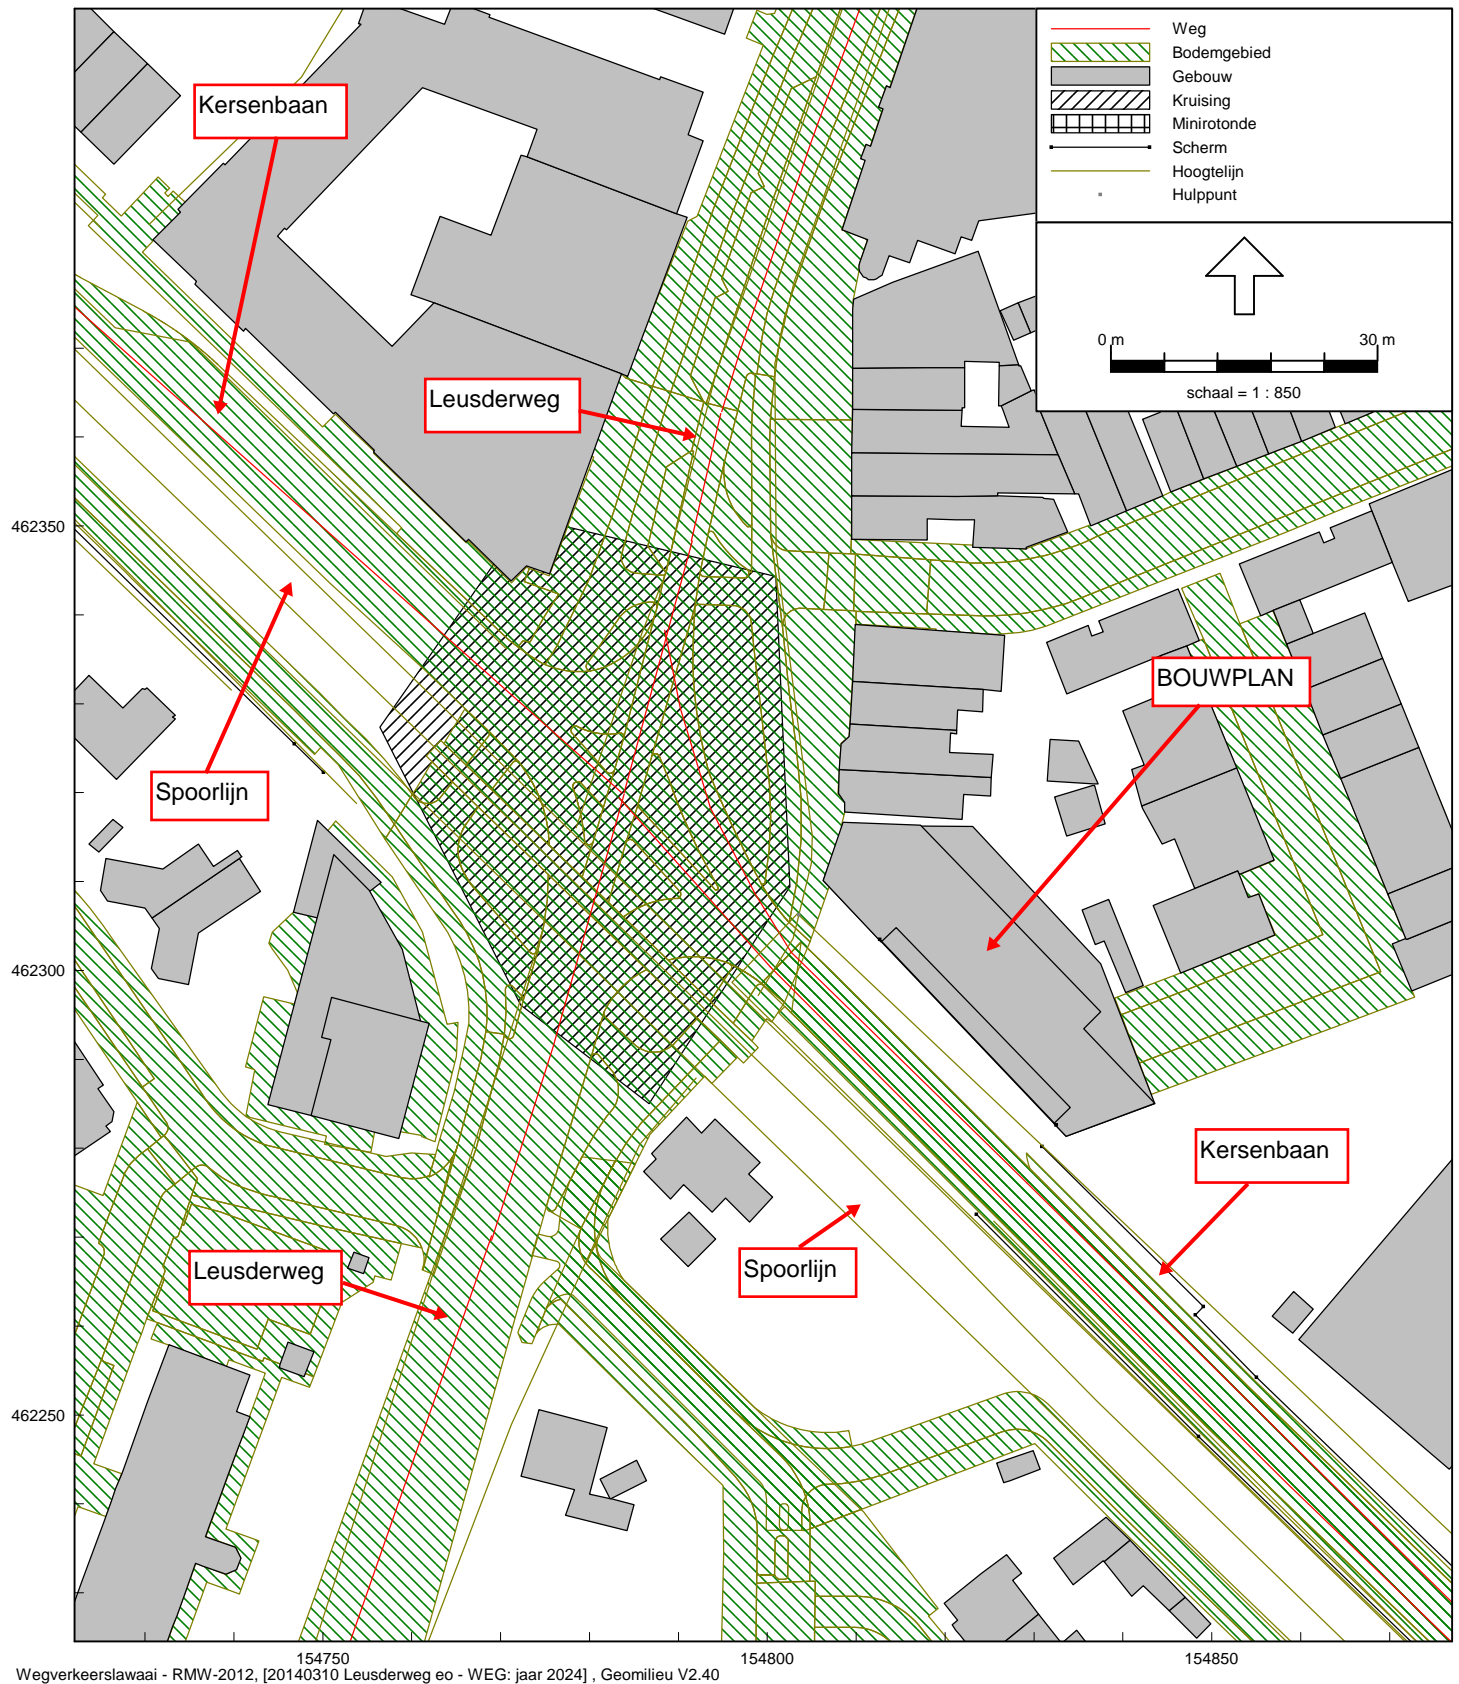 Weg
Bodemgebied
Gebouw
Kruising
Minirotonde
Scherm
Hoogtelijn
Hulppunt
0 m
30 m
schaal = 1 : 850
Kersenbaan
Leusderweg
462350
BOUWPLAN
Spoorlijn
462300
Kersenbaan
Leusderweg
Spoorlijn
462250
154750
154800
154850
Wegverkeerslawaai - RMW-2012, [20140310 Leusderweg eo - WEG: jaar 2024] , Geomilieu V2.40